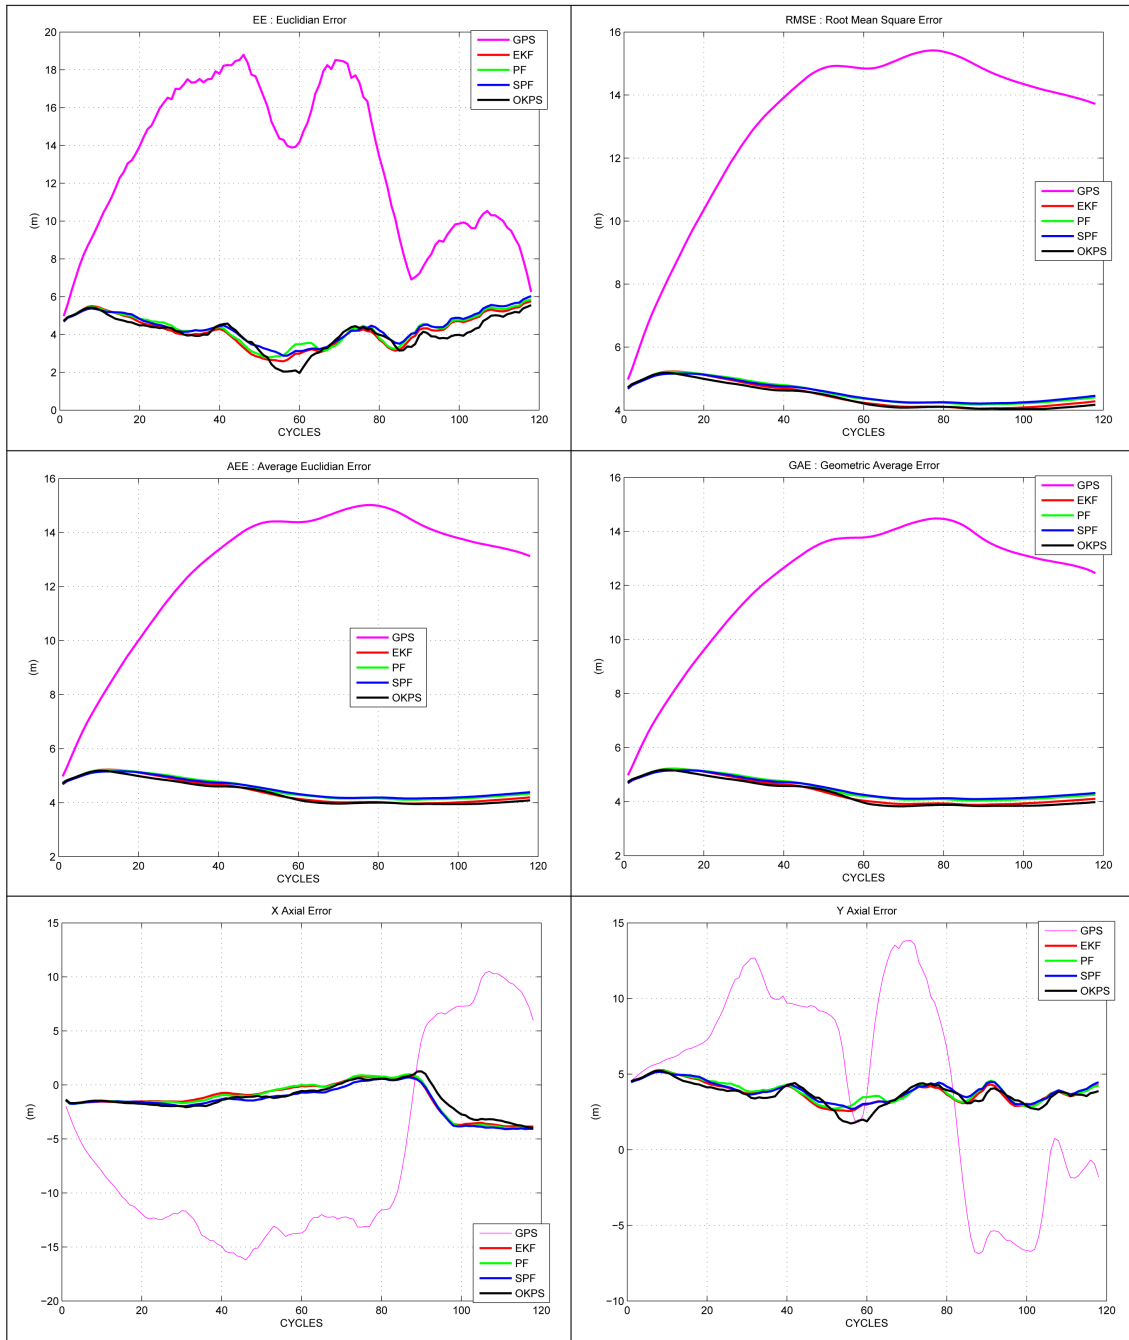 EE : Euclidian Error
20
18
16
14
12
10
8
6
4
2
0
(m)
0 20 40 60 80 100 120
CYCLES
GPS
EKF
PF
SPF
OKPS
RMSE : Root Mean Square Error
16
14
12
10
8
6
4
(m)
0 20 40 60 80 100 120
CYCLES
GPS
EKF
PF
SPF
OKPS
AEE : Average Euclidian Error
16
14
12
10
8
6
4
2
(m)
0 20 40 60 80 100 120
CYCLES
GPS
EKF
PF
SPF
OKPS
GAE : Geometric Average Error
16
14
12
10
8
6
4
2
(m)
0 20 40 60 80 100 120
CYCLES
GPS
EKF
PF
SPF
OKPS
X Axial Error
15
10
5
0
−5
−10
−15
−20
(m)
0 20 40 60 80 100 120
CYCLES
GPS
EKF
PF
SPF
OKPS
Y Axial Error
15
10
5
0
−5
−10
(m)
0 20 40 60 80 100 120
CYCLES
GPS
EKF
PF
SPF
OKPS